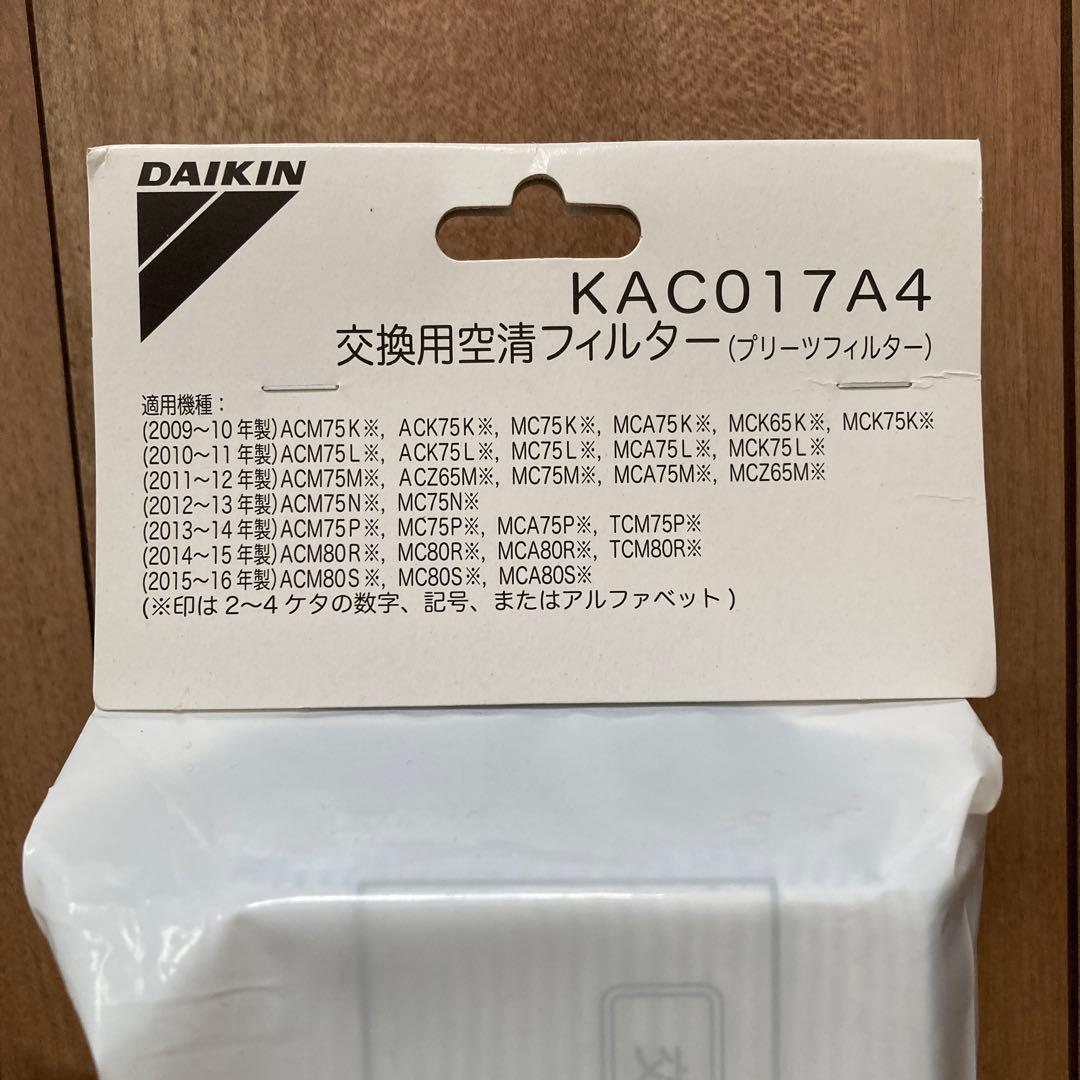 DAIKIN
KAC017A4
交換用空清フィルター(プリーツフィルター)
適用機種：
(2009～10年製)ACM75K※, ACK75K※, MC75K※, MCA75K※, MCK65K※, MCK75K※
(2010～11年製)ACM75L※, ACK75L※, MC75L※, MCA75L※, MCK75L※
(2011～12年製)ACM75M※, ACZ65M※, MC75M※, MCA75M※, MCZ65M※
(2012～13年製)ACM75N※, MC75N※
(2013～14年製)ACM75P※, MC75P※, MCA75P※, TCM75P※
(2014～15年製)ACM80R※, MC80R※, MCA80R※, TCM80R※
(2015～16年製)ACM80S※, MC80S※, MCA80S※
(※印は2～4ケタの数字、記号、またはアルファベット)